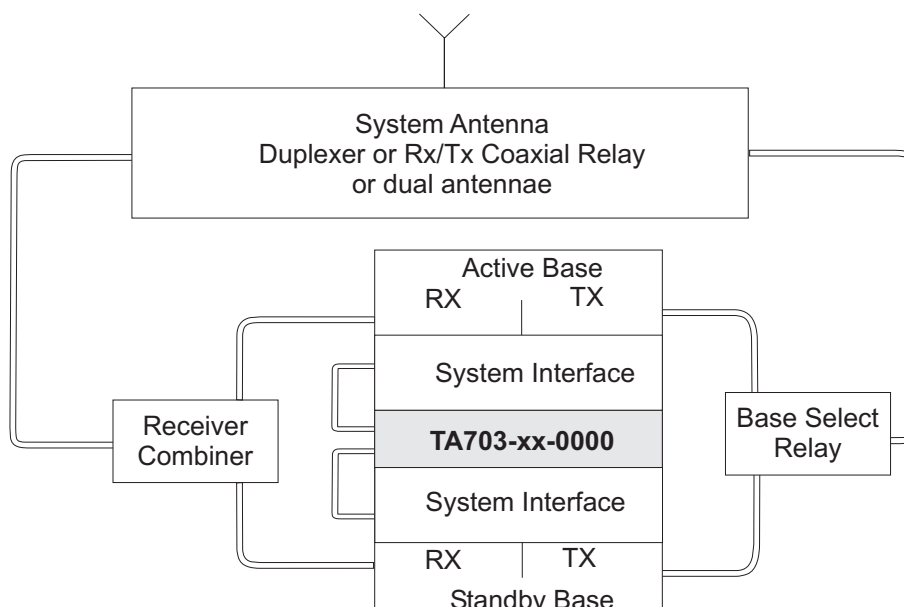 System Antenna
Duplexer or Rx/Tx Coaxial Relay
or dual antennae
Active Base
RX TX
System Interface
Receiver
Combiner
TA703-xx-0000
Base Select
Relay
System Interface
RX TX
Standby Base